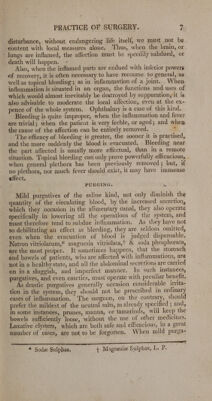 PRACTICE OF SURGERY. 7
disturbance, without endangering life itself, we must not be
content with local measures alone. Thus, when the brain, or
lungs are inflamed, the affection must be speedily subdued, or
death will happen.
Also, when the inflamed parts are endued with inferior powers
of recovery, it is often necessary to have recourse to general, as
well as topical bleeding; as in inflammation of a joint. When
inflammation is situated in an organ, the functions and uses of
which would almost inevitably be destroyed by suppuration, it is
also advisable to moderate the local affection, even at the ex-
pence of the whole system. Ophthalmy is a case of this kind.
Bleeding is quite improper, when the inflammation and fever
are trivial; when the patient is very feeble, or aged; and when
the cause of the affection can be entirely removed.
The efficacy of bleeding is greater, the sooner it is practised,
and the more suddenly the blood is evacuated. Bleeding near
the part affected is usually more effectual, than in a remote
situation. Topical bleeding can only prove powerfully efficacious,
when general plethora has been previously removed; but, if
no plethora, nor much fever should exist, it may have immense
effect.
PURGING.
Mild purgatives of the saline kind, not only diminish the
quantity of the circulating blood, by the increased secretion,
which they occasion in the alimentary canal, they also operate
specifically in lowering all the operations of the system, and
must therefore tend to subdue inflammation. As they have not
so debilitating an effect as bleeding, they are seldom omitted,
even when the evacuation of blood is judged dispensable.
Natron vitriolatum,* magnesia vitriolata,† & soda phosphorata,
are the most proper. It sometimes happens, that the stomach
and bowels of patients, who are affected with inflammations, are
not in a healthy state, and all the abdominal secretions are carried
on in a sluggish, and imperfect manner. In such instances,
purgatives, and even emetics, must operate with peculiar benefit.
As drastic purgatives generally occasion considerable irrita-
tion in the system, they should not be prescribed in ordinary
cases of inflammation. The surgeon, on the contrary, should
prefer the mildest of the neutral salts, as already specified; and,
in some instances, prunes, manna, or tamarinds, will keep the
bowels sufficiently loose, without the use of other medicines.
Laxative clysters, which are both safe and efficacious, in a great
number of cases, are not to be forgotten. When mild purga-
* Sodæ Sulphas. † Magnesiæ Sulphas, L. P.